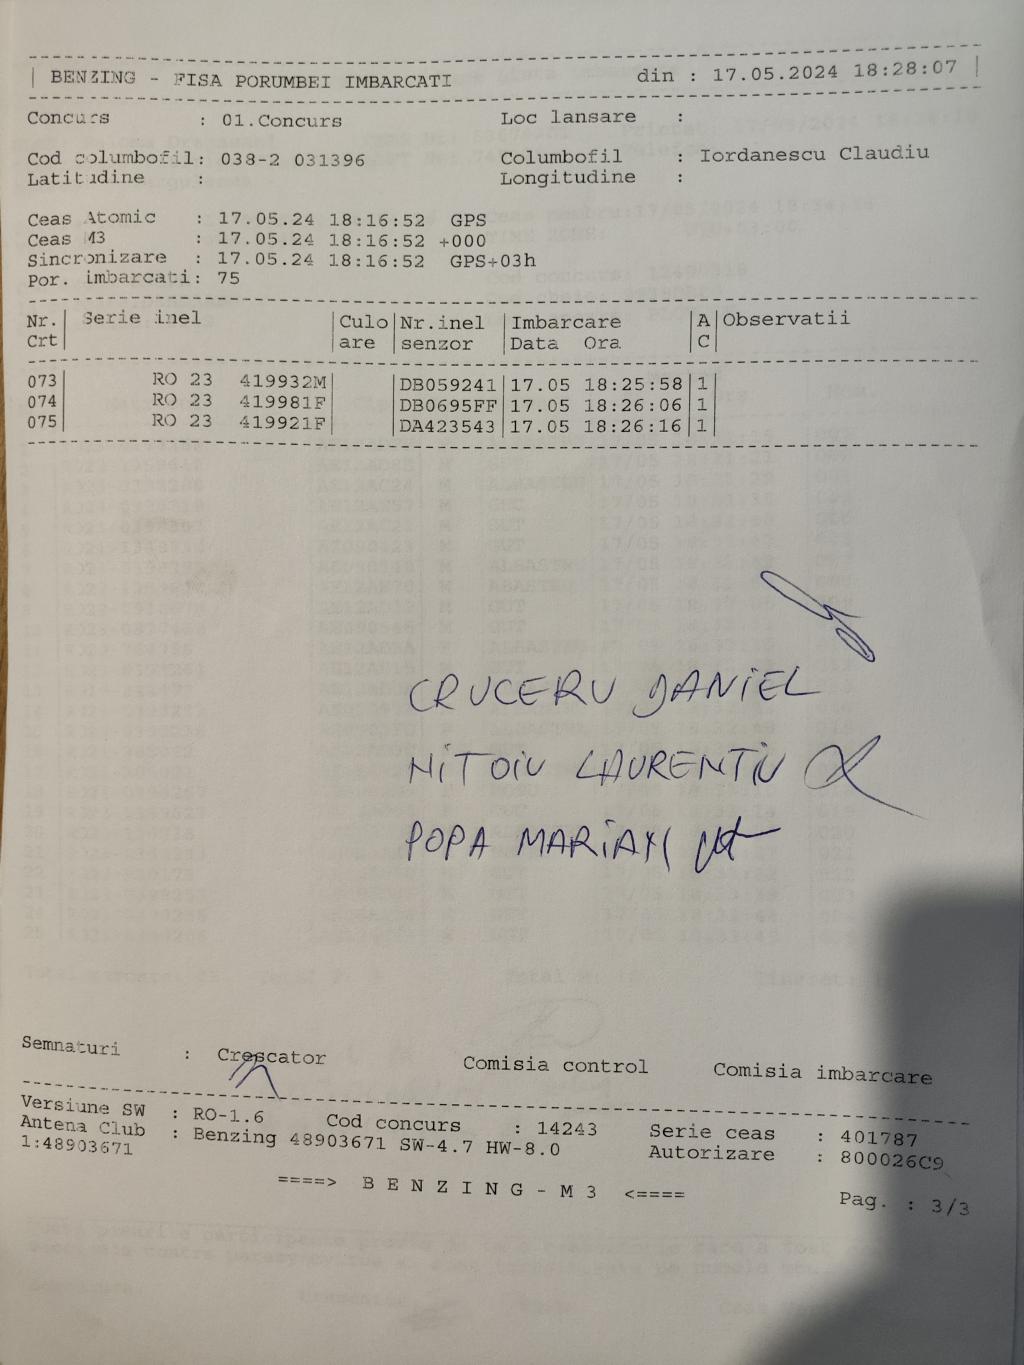 BENZING - FISA PORUMBEI IMBARCATI din : 17.05.2024 18:28:07
Concurs : 01.Concurs Loc lansare :
Cod columbofil: 038-2 031396 Columbofil : Iordanescu Claudiu
Latitudine : Longitudine :
Ceas Atomic : 17.05.24 18:16:52 GPS
Ceas M3 : 17.05.24 18:16:52 +000
Sincronizare : 17.05.24 18:16:52 GPS+03h
Por. imbarcati: 75
Nr. | Serie inel | Culo | Nr.inel | Imbarcare | A | Observatii
Crt | | are | senzor | Data Ora | C |
073 | RO 23 419932M | | DB059241 | 17.05 18:25:58 | 1 |
074 | RO 23 419981F | | DB0695FF | 17.05 18:26:06 | 1 |
075 | RO 23 419921F | | DA423543 | 17.05 18:26:16 | 1 |
CRUCERU DANIEL
NITOIU LAURENTIU
POPA MARIAN
Semnaturi : Crescator Comisia control Comisia imbarcare
Versiune SW : RO-1.6 Cod concurs : 14243 Serie ceas : 401787
Antena Club : Benzing 48903671 SW-4.7 HW-8.0 Autorizare : 800026C9
1:48903671
====> B E N Z I N G - M 3 <====
Pag. : 3/3